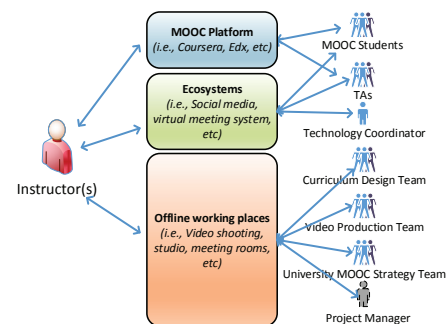 MOOC Platform
(i.e., Coursera, Edx, etc)
MOOC Students
Ecosystems
(i.e., Social media,
virtual meeting system,
etc)
TAs
Technology Coordinator
Instructor(s)
Curriculum Design Team
Offline working places
(i.e., Video shooting,
studio, meeting rooms,
etc)
Video Production Team
University MOOC Strategy Team
Project Manager